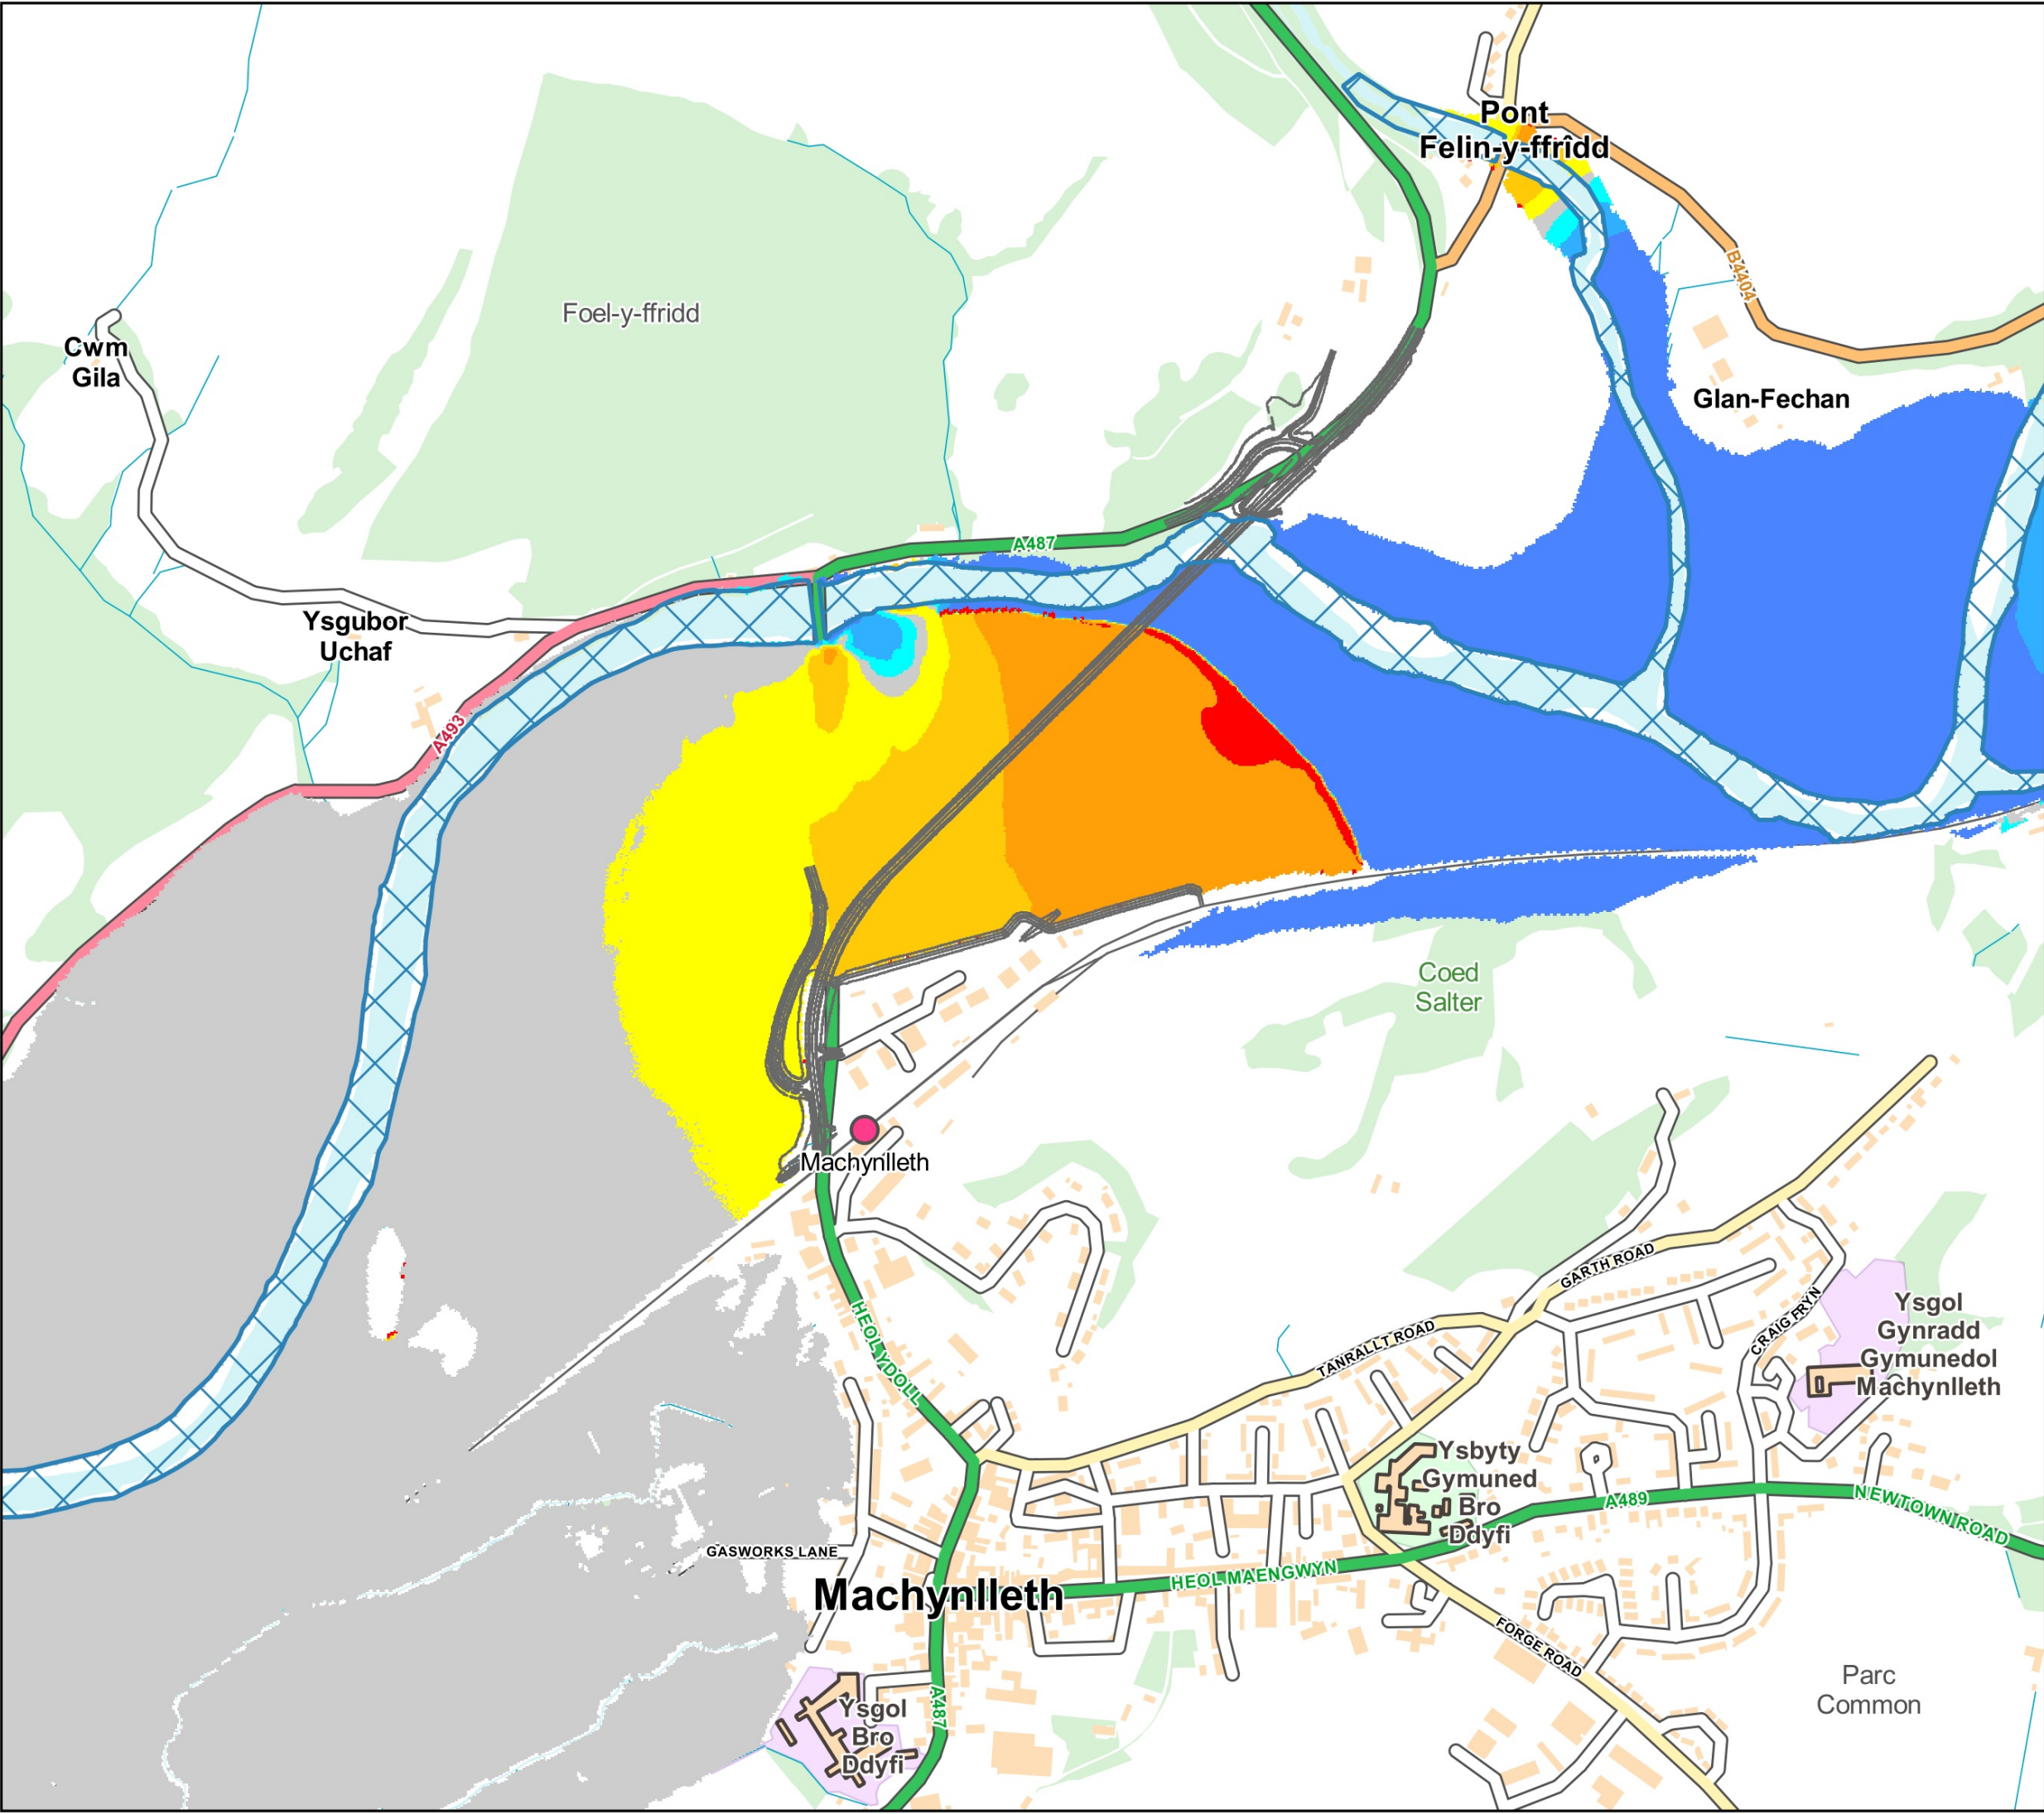 Pont
Felin-y-ffridd
B4404
Foel-y-ffridd
Cwm
Gila
Glan-Fechan
A487
Ysgubor
Uchaf
A493
Coed
Salter
Machynlleth
GARTH ROAD
CRAIG FRYN
Ysgol
Gynradd
Gymunedol
Machynlleth
HEOL Y DOLL
TANRALLT ROAD
Ysbyty
Gymuned
Bro
Ddyfi
A489
NEWTOWN ROAD
GASWORKS LANE
HEOL MAENGWYN
Machynlleth
FORGE ROAD
Parc
Common
A487
Ysgol
Bro
Ddyfi